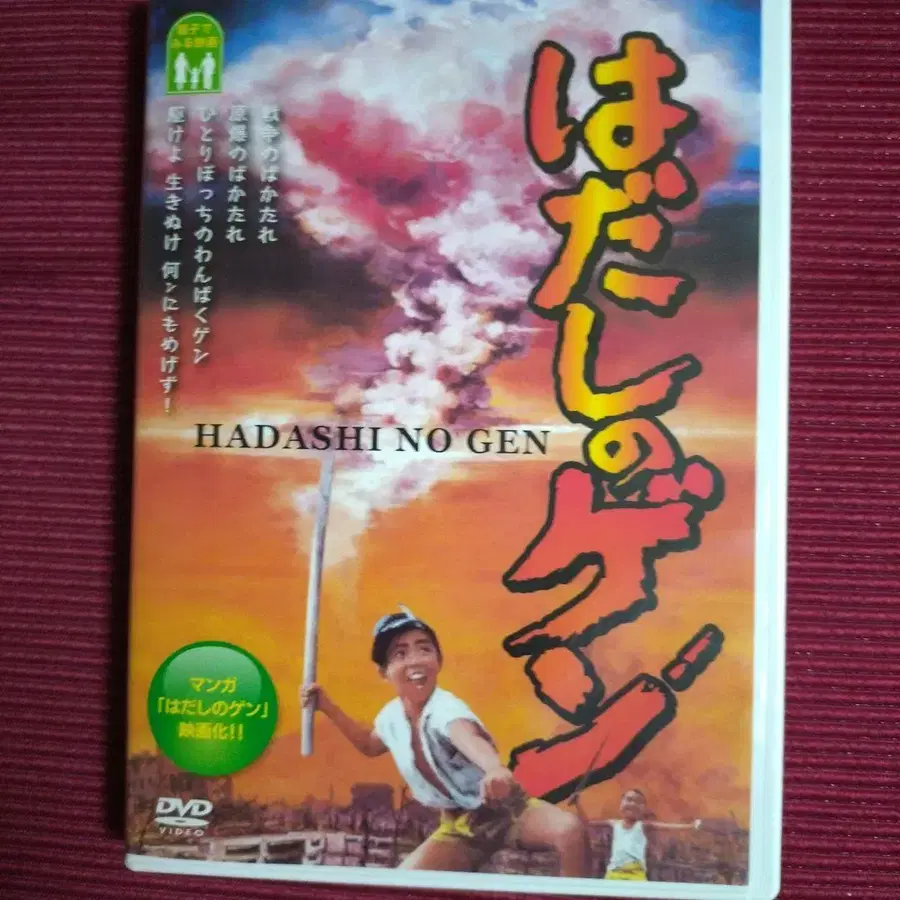 親子で
みる映画
はだしのゲン
戦争のばかたれ
原爆のばかたれ
ひとりぼっちのわんぱくゲン
駆けよ 生きぬけ 何ンにもめげず!
HADASHI NO GEN
マンガ
「はだしのゲン」
映画化!!
DVD
VIDEO